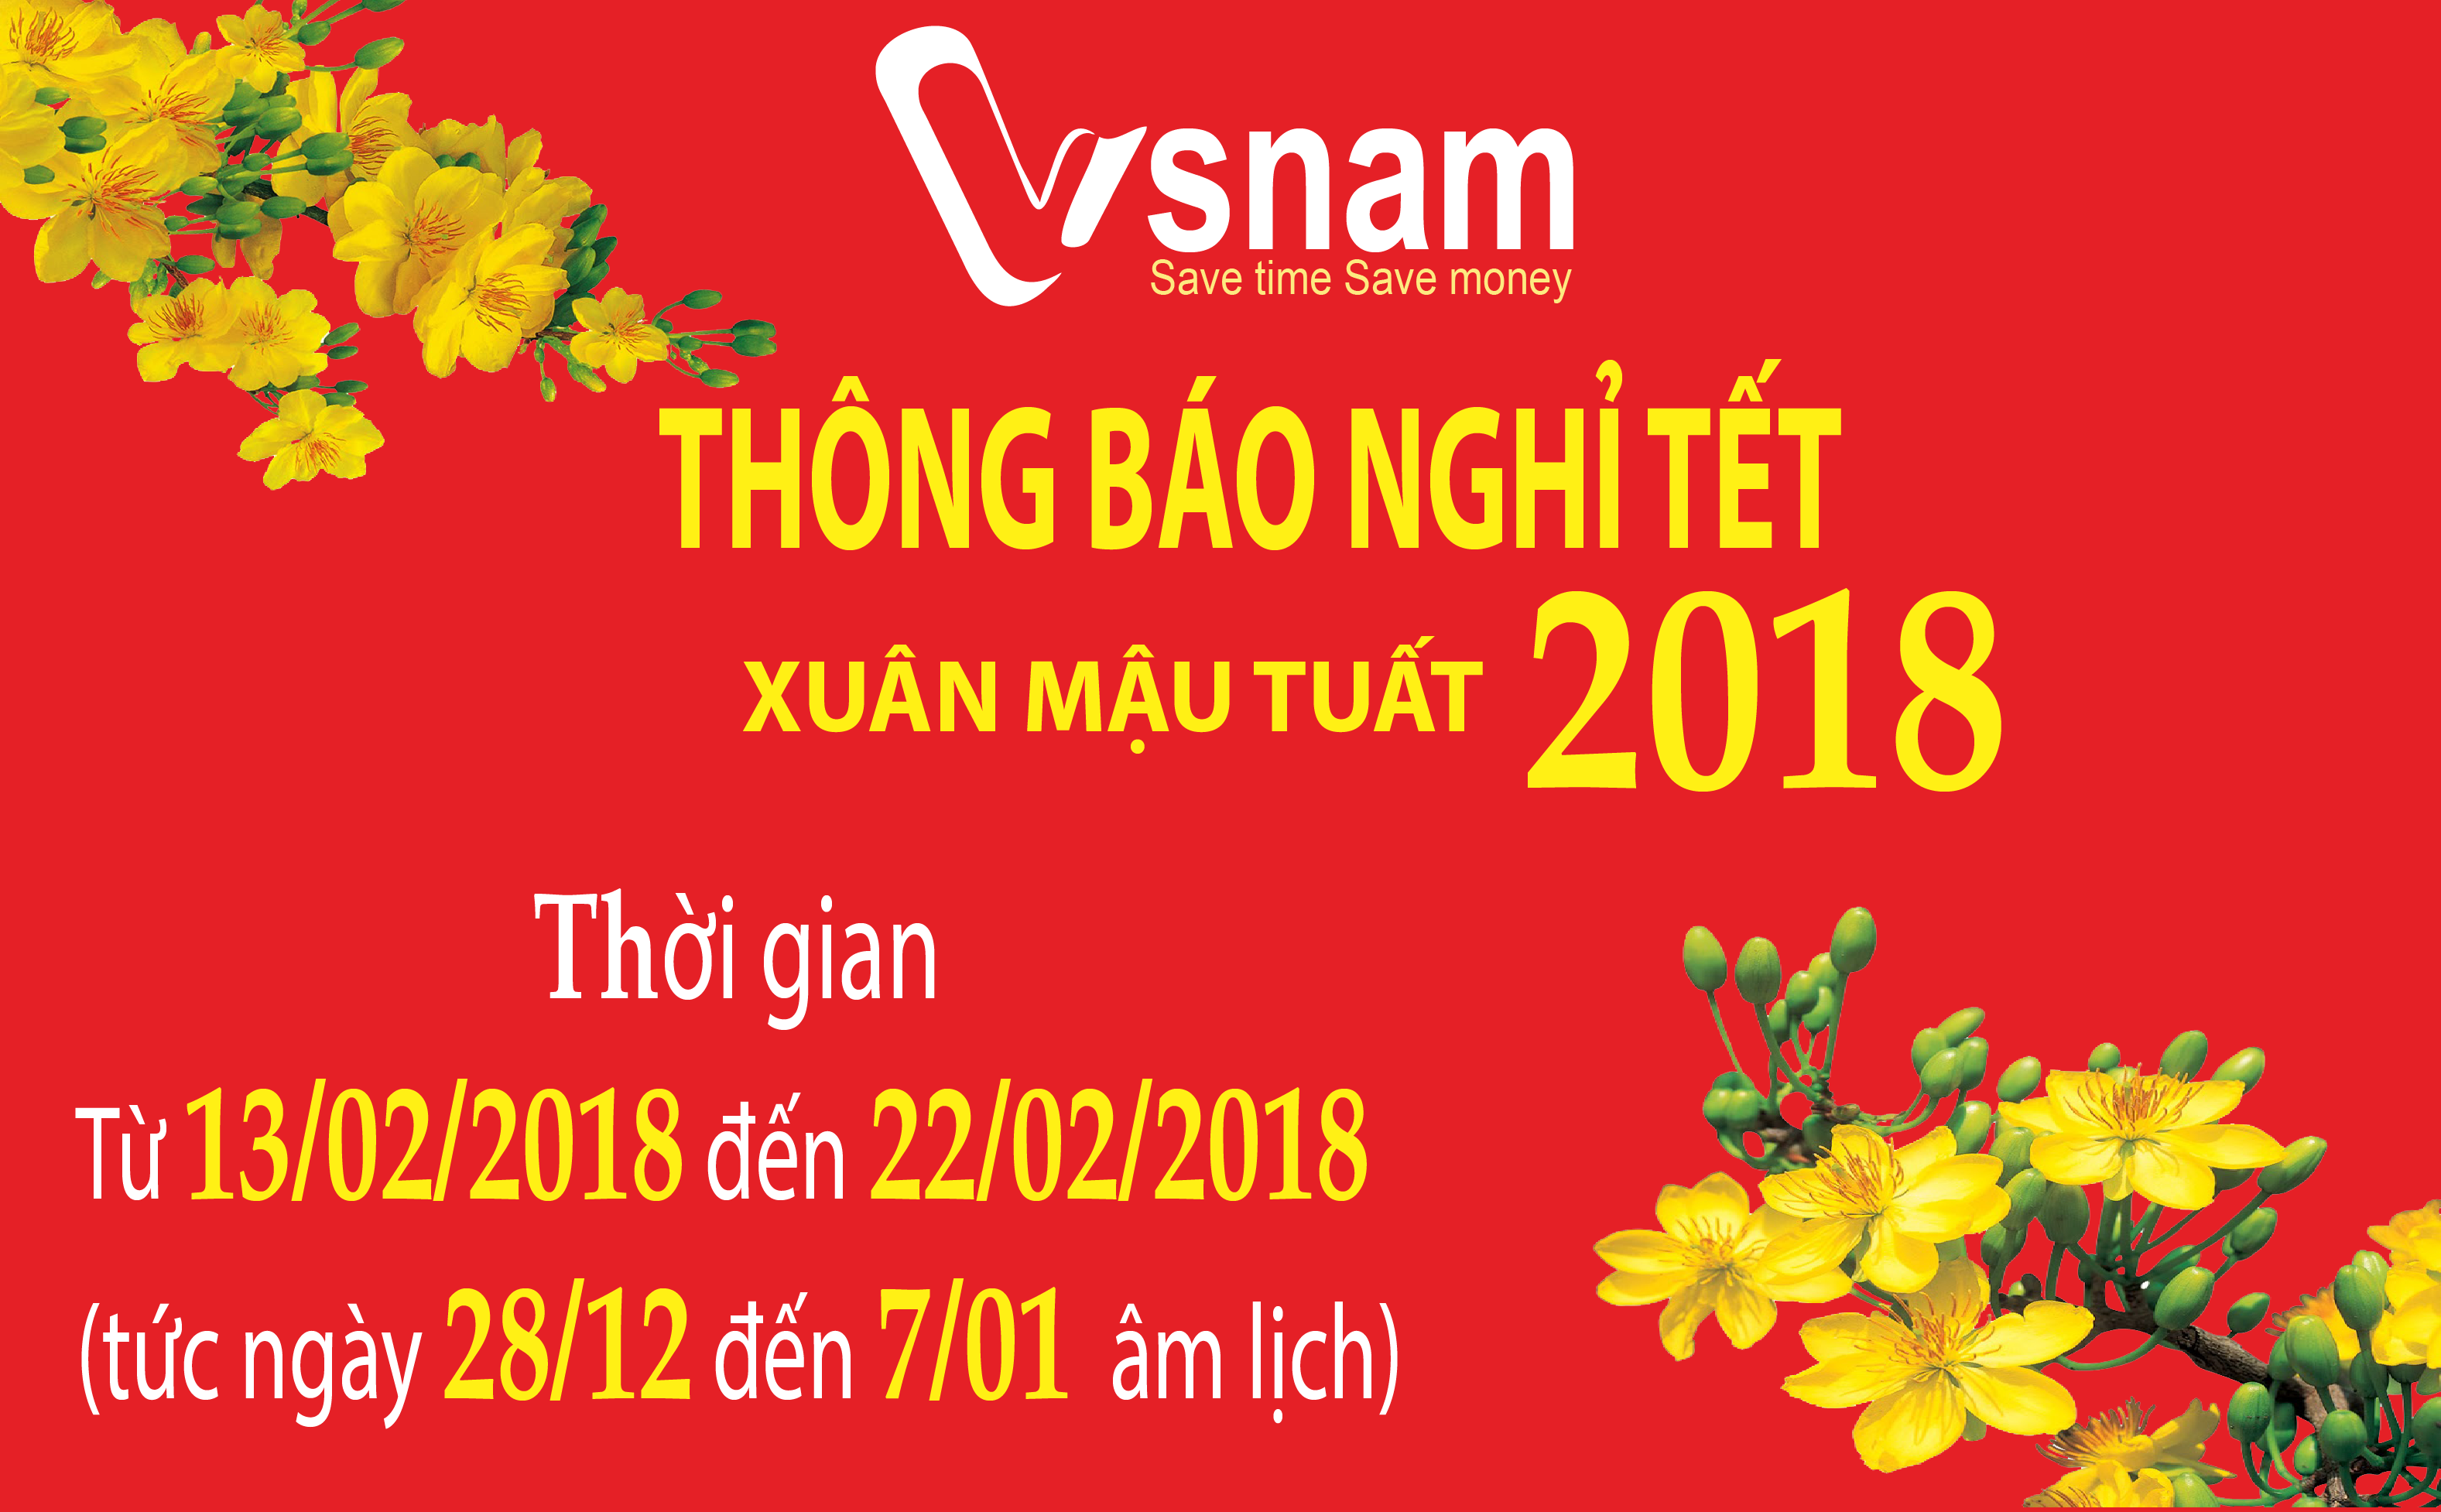 Vsnam
Save time Save money
THÔNG BÁO NGHỈ TẾT
XUÂN MẬU TUẤT 2018
Thời gian
Từ 13/02/2018 đến 22/02/2018
(tức ngày 28/12 đến 7/01 âm lịch)